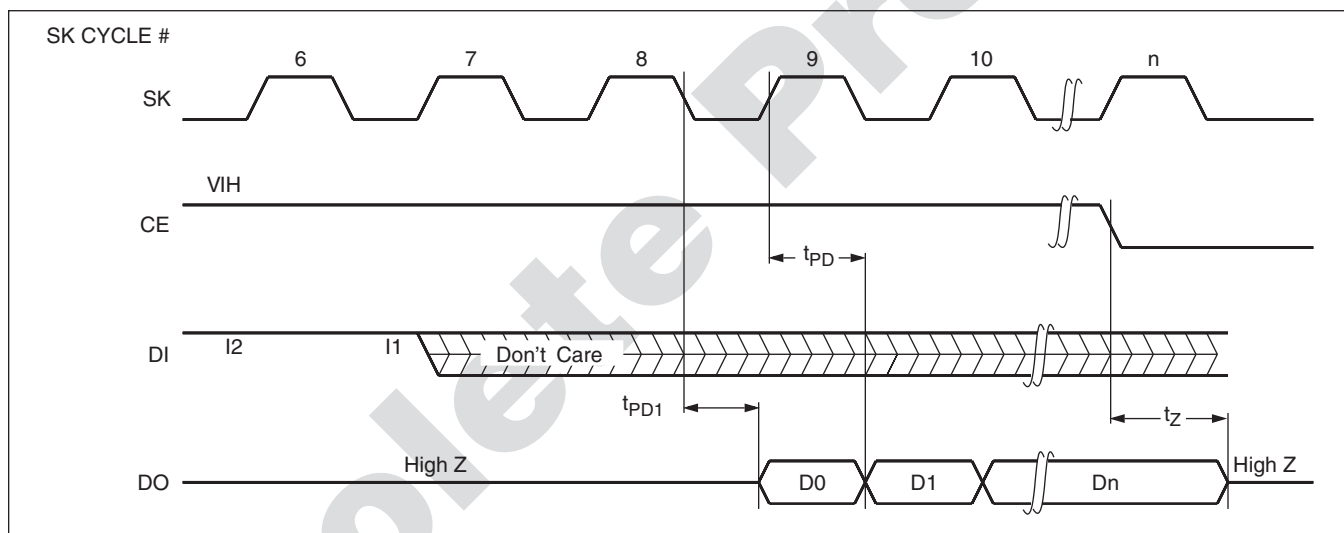 SK CYCLE #
6 7 8 9 10 n
SK
VIH
CE
tPD
DI I2 I1 Don't Care
tPD1 tZ
High Z High Z
DO D0 D1 Dn